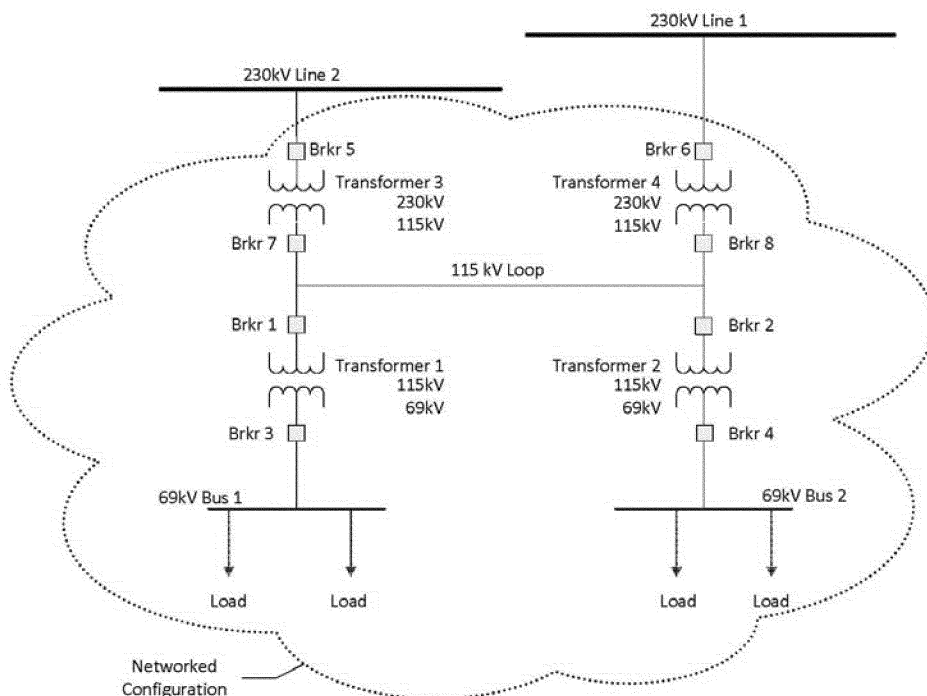 230kV Line 1
230kV Line 2
Brkr 5
Brkr 6
Transformer 3
230kV
115kV
Transformer 4
230kV
115kV
Brkr 7
Brkr 8
115 kV Loop
Brkr 1
Brkr 2
Transformer 1
115kV
69kV
Transformer 2
115kV
69kV
Brkr 3
Brkr 4
69kV Bus 1
69kV Bus 2
Load
Load
Load
Load
Networked
Configuration